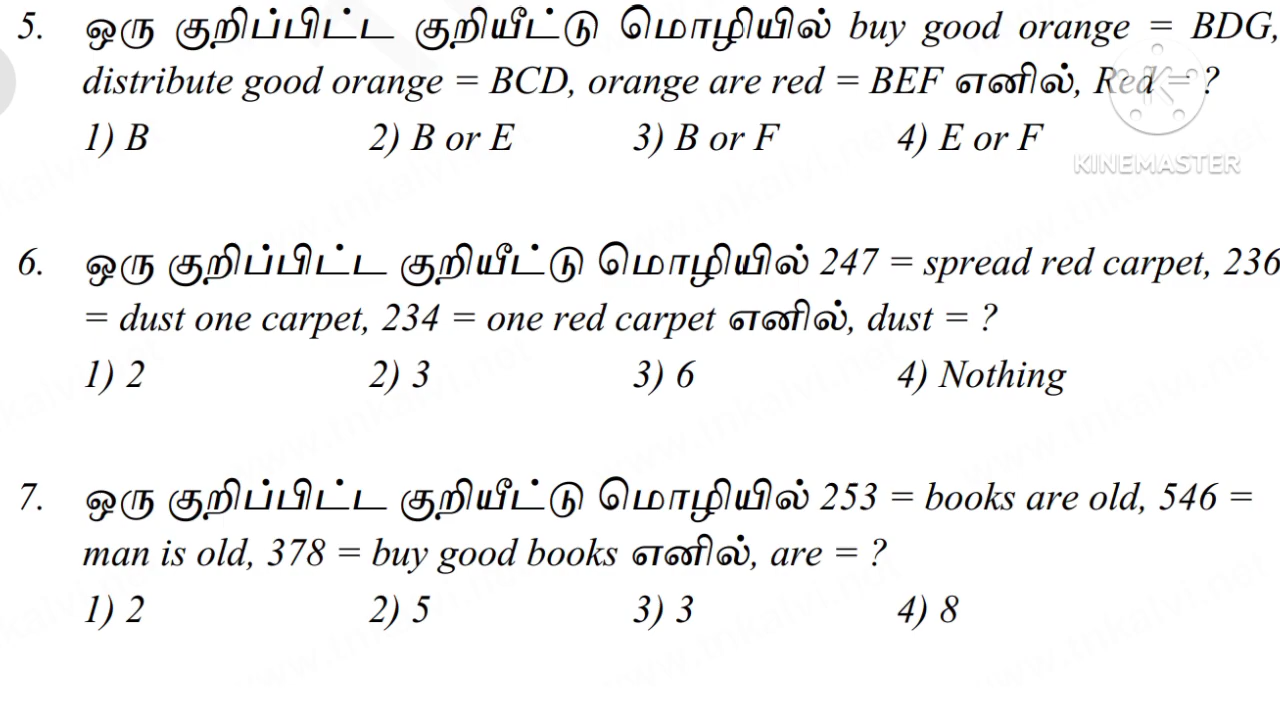 5. ஒரு குறிப்பிட்ட குறியீட்டு மொழியில் buy good orange = BDG,
distribute good orange = BCD, orange are red = BEF எனில், Red = ?
1) B 2) B or E 3) B or F 4) E or F
KINEMASTER
6. ஒரு குறிப்பிட்ட குறியீட்டு மொழியில் 247 = spread red carpet, 236
= dust one carpet, 234 = one red carpet எனில், dust = ?
1) 2 2) 3 3) 6 4) Nothing
7. ஒரு குறிப்பிட்ட குறியீட்டு மொழியில் 253 = books are old, 546 =
man is old, 378 = buy good books எனில், are = ?
1) 2 2) 5 3) 3 4) 8
www.tnkalvi.net